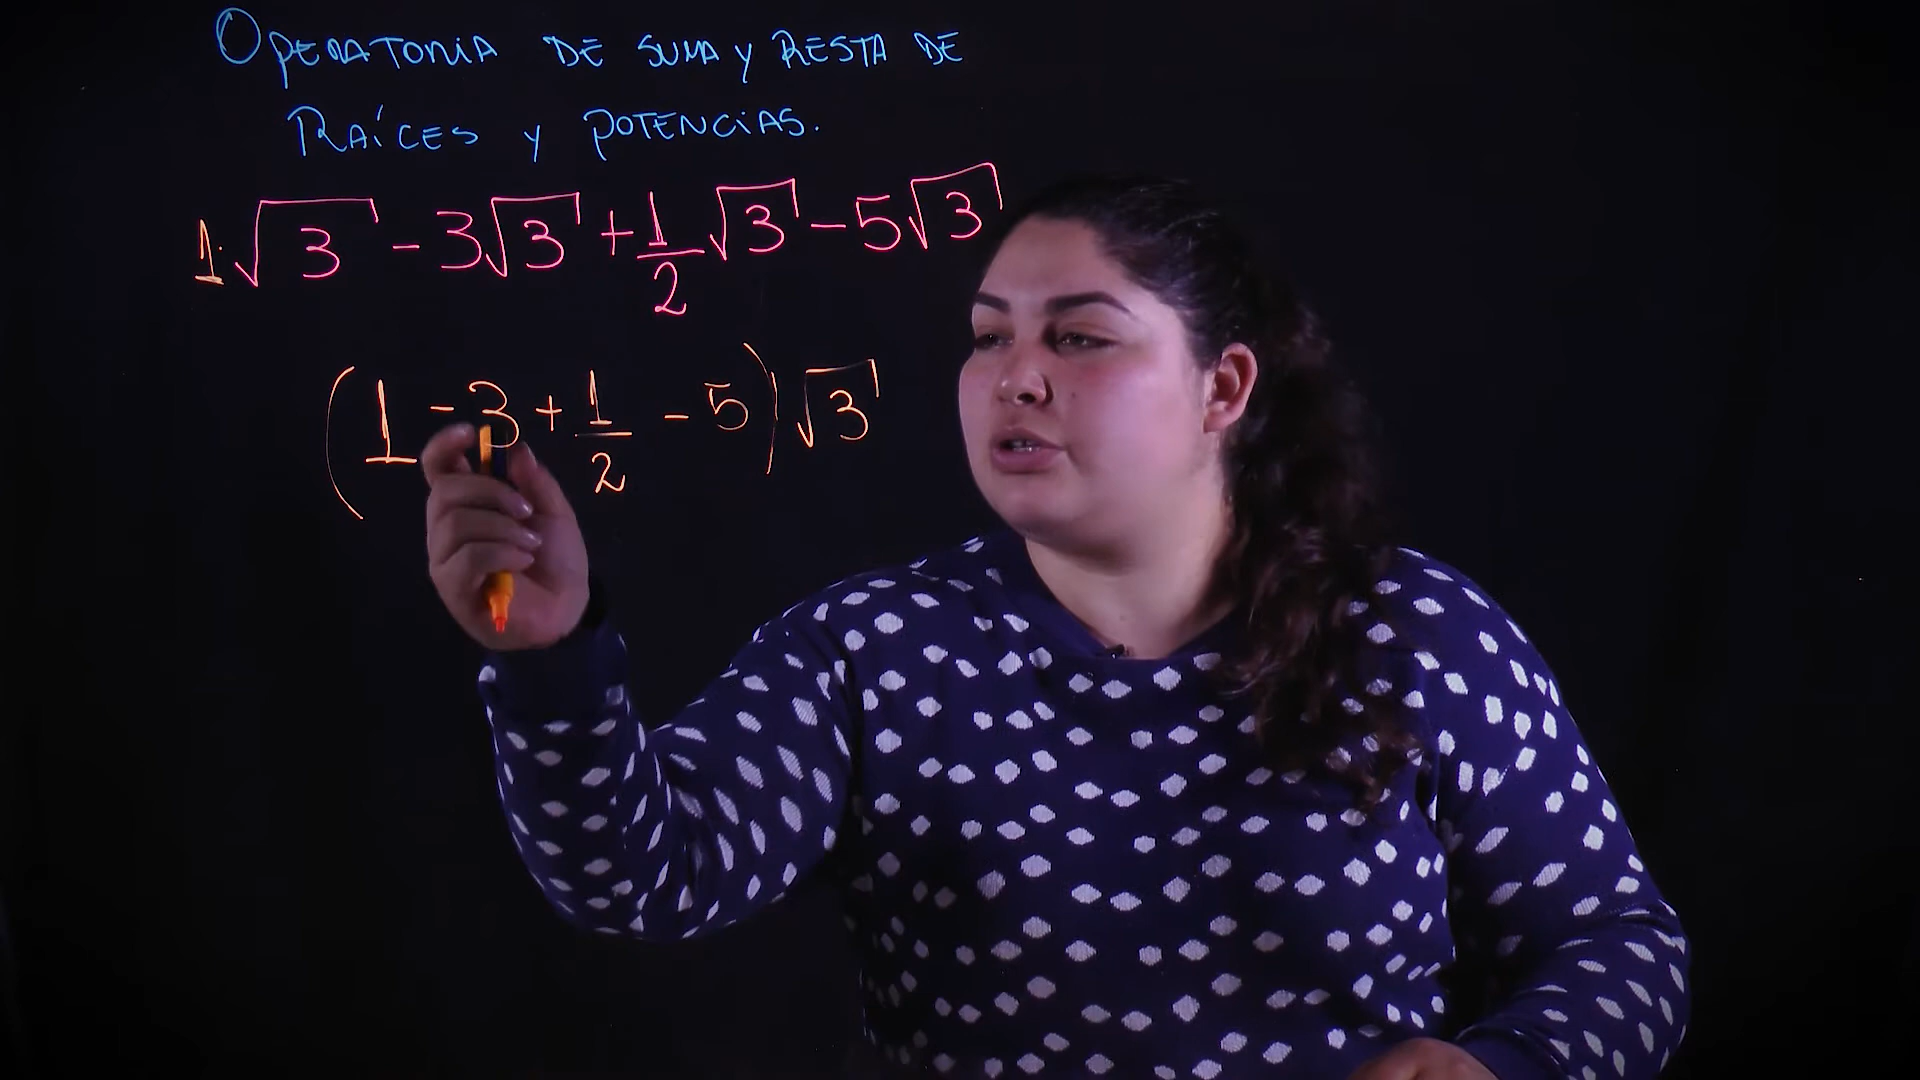 OPERATORIA DE SUMA Y RESTA DE
RAÍCES Y POTENCIAS.
1·√3 - 3√3 + 1/2 √3 - 5√3
(1 - 3 + 1/2 - 5)√3